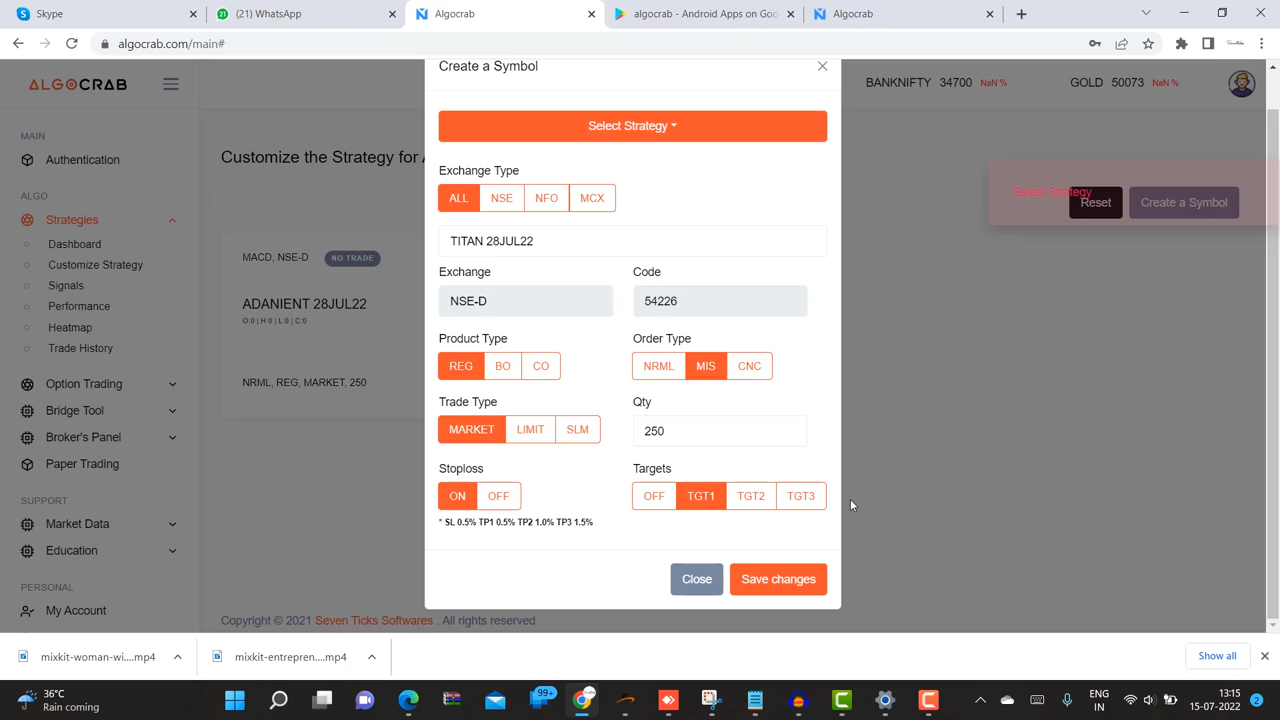 Skype
(21) WhatsApp
Algocrab
algocrab - Android Apps on Goo
Algocrab
algocrab.com/main#
ALGOCRAB
Create a Symbol
BANKNIFTY 34700 NaN %
GOLD 50073 NaN %
MAIN
Authentication
ALGO
Strategies
Dashboard
Customize Strategy
Signals
Performance
Heatmap
Trade History
Option Trading
Bridge Tool
Broker's Panel
Paper Trading
SUPPORT
Market Data
Education
PERSONAL
My Account
Customize the Strategy for A
MACD, NSE-D NO TRADE
ADANIENT 28JUL22
O:0 | H:0 | L:0 | C:0
NRML, REG, MARKET, 250
Select Strategy
Exchange Type
ALL NSE NFO MCX
TITAN 28JUL22
Exchange Code
NSE-D 54226
Product Type Order Type
REG BO CO NRML MIS CNC
Trade Type Qty
MARKET LIMIT SLM 250
Stoploss Targets
ON OFF OFF TGT1 TGT2 TGT3
* SL 0.5% TP1 0.5% TP2 1.0% TP3 1.5%
Close Save changes
Select Strategy
Reset Create a Symbol
Copyright © 2021 Seven Ticks Softwares . All rights reserved
mixkit-woman-wi....mp4
mixkit-entrepren....mp4
Show all
36°C
Rain coming
99+
ENG
IN
13:15
15-07-2022
2